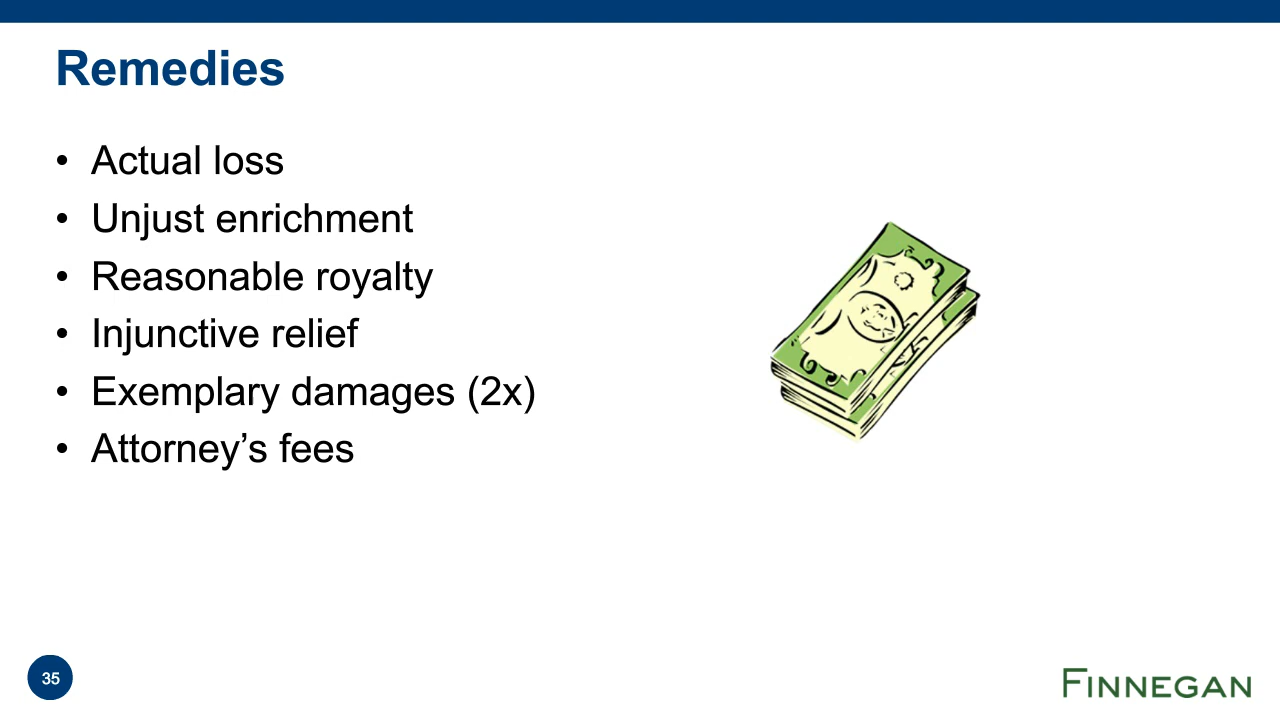 Remedies
• Actual loss
• Unjust enrichment
• Reasonable royalty
• Injunctive relief
• Exemplary damages (2x)
• Attorney’s fees
35
FINNEGAN